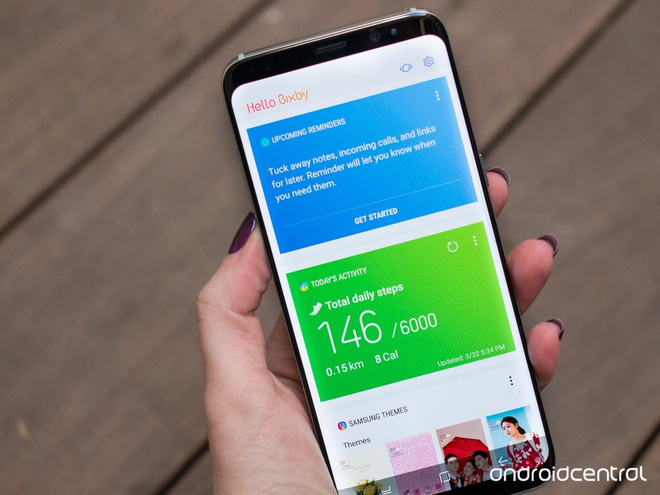 Hello Bixby
UPCOMING REMINDERS
Tuck away notes, incoming calls, and links
for later. Reminder will let you know when
you need them.
GET STARTED
TODAY'S ACTIVITY
Total daily steps
146 /6000
0.15 km 8 Cal
Updated: 3/22 5:34 PM
SAMSUNG THEMES
Themes
androidcentral